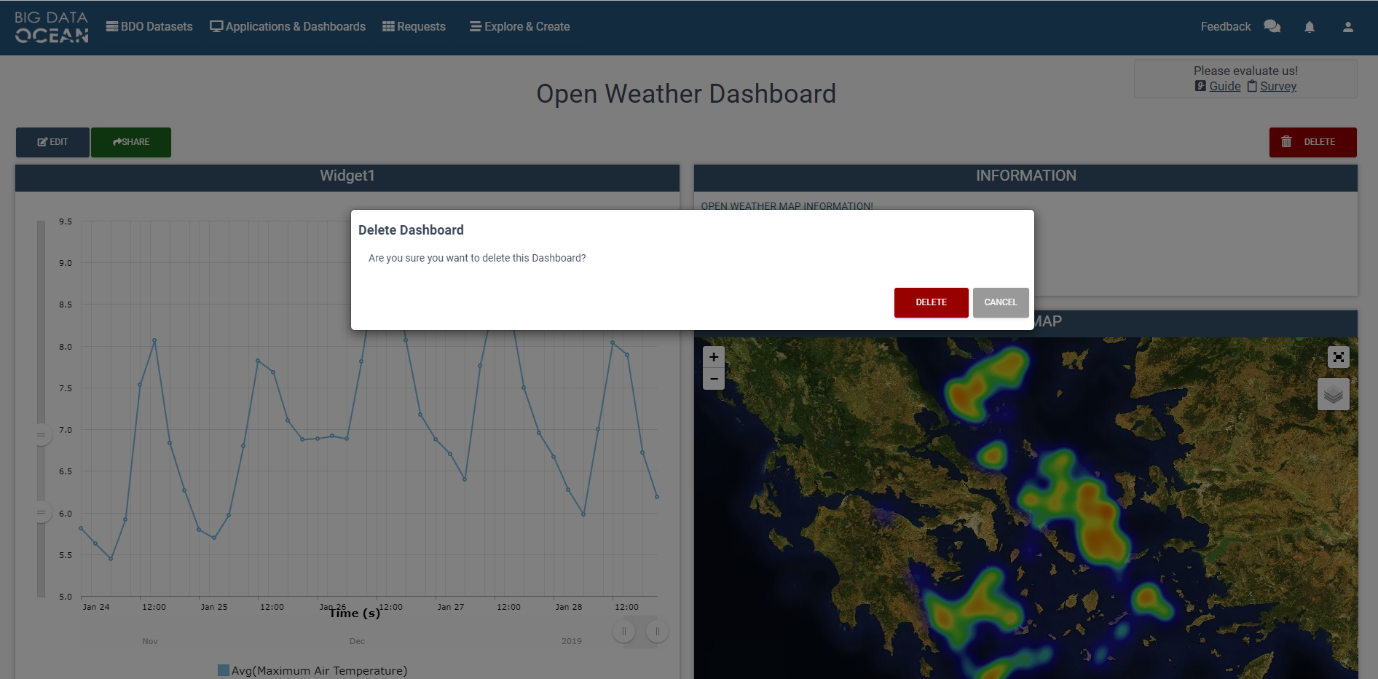 BIG DATA
OCEAN
BDO Datasets
Applications & Dashboards
Requests
Explore & Create
Feedback
Please evaluate us!
Guide Survey
Open Weather Dashboard
EDIT
SHARE
DELETE
Widget1
INFORMATION
OPEN WEATHER MAP INFORMATION!
Delete Dashboard
Are you sure you want to delete this Dashboard?
DELETE
CANCEL
MAP
+
−
9.5
9.0
8.5
8.0
7.5
7.0
6.5
6.0
5.5
5.0
Jan 24 12:00 Jan 25 12:00 Jan 26 12:00 Jan 27 12:00 Jan 28 12:00
Time (s)
Nov Dec 2019
Avg(Maximum Air Temperature)